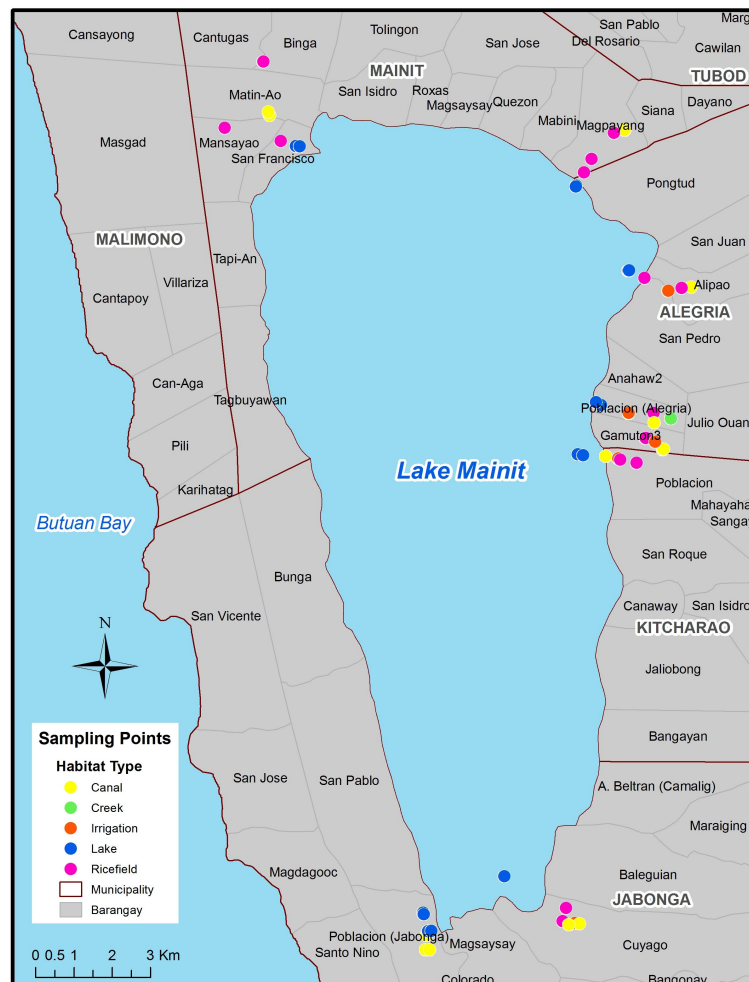 Cansayong
Cantugas
Binga
Tolingon
San Jose
San Pablo
Del Rosario
Marg
Cawilan
MAINIT
TUBOD
Matin-Ao
San Isidro
Roxas
Magsaysay
Quezon
Mabini
Magpayang
Siana
Dayano
Masgad
Mansayao
San Francisco
Pongtud
MALIMONO
Tapi-An
San Juan
Villariza
Cantapoy
Alipao
ALEGRIA
San Pedro
Can-Aga
Tagbuyawan
Anahaw2
Poblacion (Alegria)
Julio Ouan
Gamuton3
Pili
Karihatag
Lake Mainit
Poblacion
Mahayaha
Sangay
Butuan Bay
San Roque
Bunga
Canaway
San Isidro
San Vicente
KITCHARAO
N
Jaliobong
Bangayan
San Jose
San Pablo
A. Beltran (Camalig)
Maraiging
Magdagooc
Baleguian
JABONGA
Poblacion (Jabonga)
Magsaysay
Cuyago
Santo Nino
Colorado
Bangonay
Sampling Points
Habitat Type
Canal
Creek
Irrigation
Lake
Ricefield
Municipality
Barangay
0 0.5 1 2 3 Km